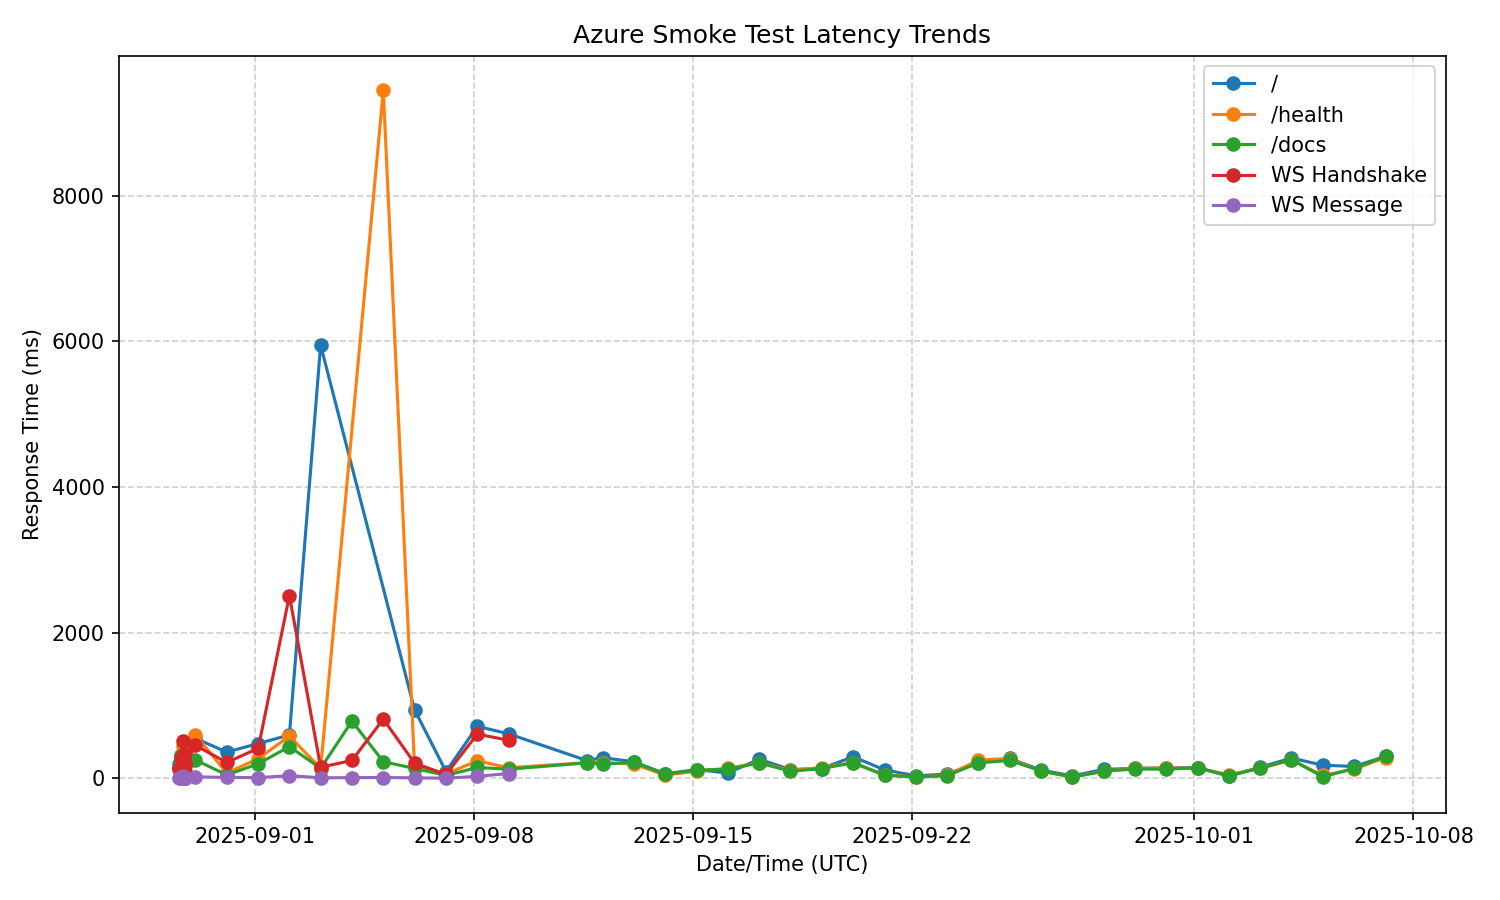 Azure Smoke Test Latency Trends
/
/health
/docs
WS Handshake
WS Message
Response Time (ms)
8000
6000
4000
2000
0
2025-09-01
2025-09-08
2025-09-15
2025-09-22
2025-10-01
2025-10-08
Date/Time (UTC)